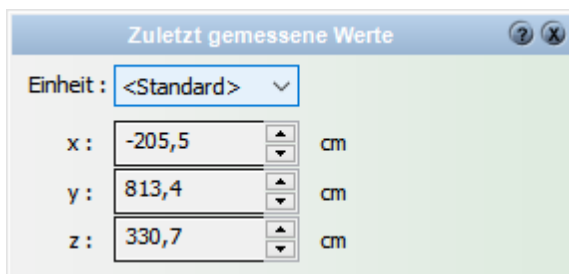 Zuletzt gemessene Werte
Einheit : <Standard>
x : -205,5 cm
y : 813,4 cm
z : 330,7 cm